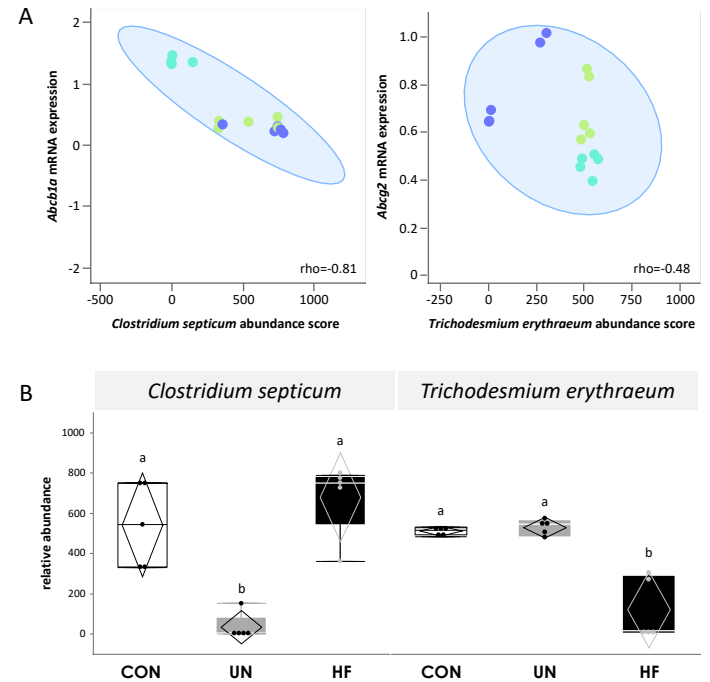 A
2
1
0
-1
-2
Abcb1a mRNA expression
rho=-0.81
-500
0
500
1000
Clostridium septicum abundance score
1.0
0.8
0.6
0.4
0.2
0
Abcg2 mRNA expression
rho=-0.48
-250
0
250
500
750
1000
Trichodesmium erythraeum abundance score
B
Clostridium septicum
Trichodesmium erythraeum
1000
800
600
400
200
0
relative abundance
a
b
a
a
a
b
CON
UN
HF
CON
UN
HF